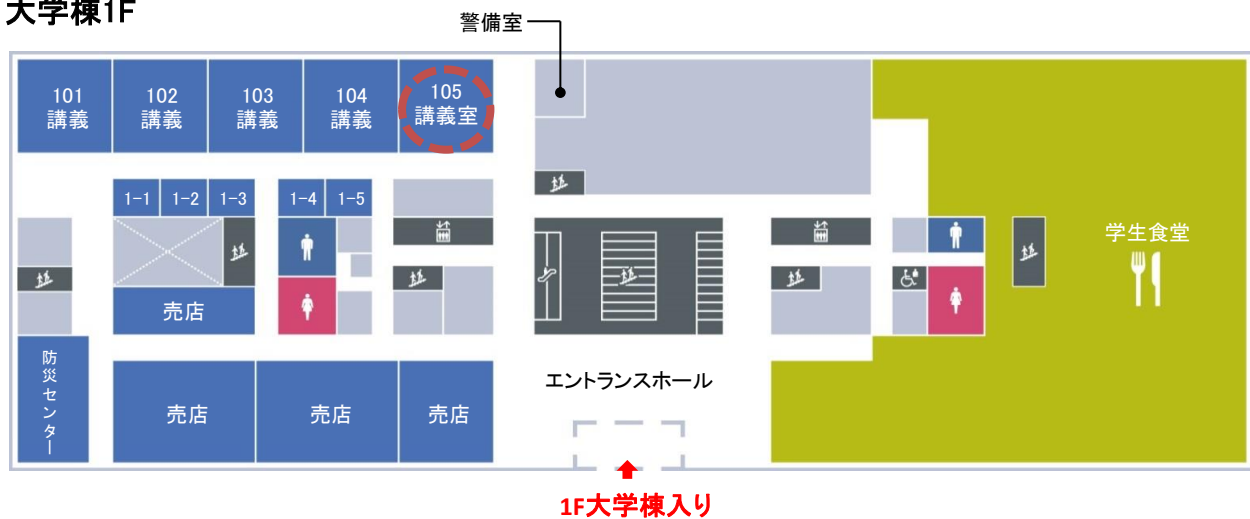 大学棟1F
警備室
101
講義
102
講義
103
講義
104
講義
105
講義室
1-1
1-2
1-3
1-4
1-5
学生食堂
売店
防災センター
エントランスホール
売店
売店
売店
1F大学棟入り